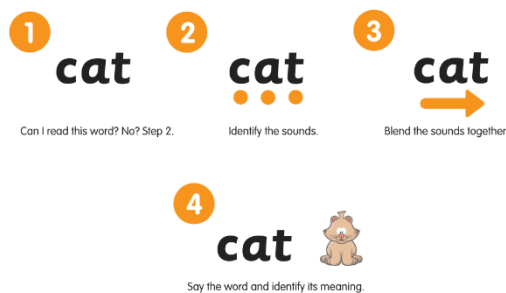 1
cat
Can I read this word? No? Step 2.
2
cat
Identify the sounds.
3
cat
Blend the sounds together
4
cat
Say the word and identify its meaning.